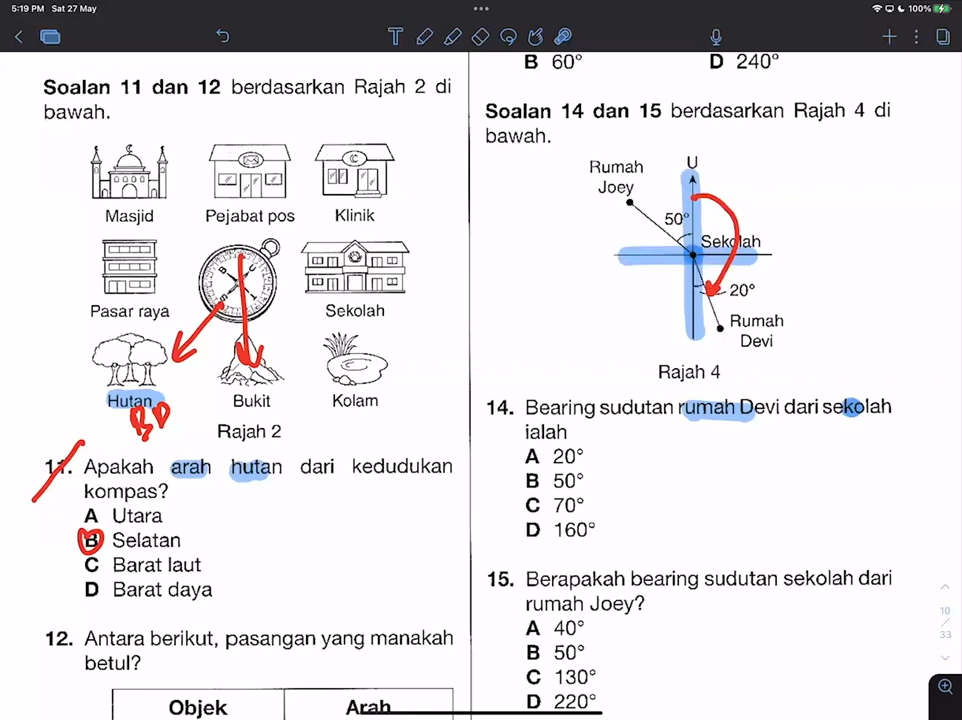 5:19 PM Sat 27 May
100%
Soalan 11 dan 12 berdasarkan Rajah 2 di
bawah.
Masjid
Pejabat pos
Klinik
Pasar raya
B
U
S
Sekolah
Hutan
Bukit
Kolam
BD
Rajah 2
11. Apakah arah hutan dari kedudukan
kompas?
A Utara
B Selatan
C Barat laut
D Barat daya
12. Antara berikut, pasangan yang manakah
betul?
Objek
Arah
B 60°
D 240°
Soalan 14 dan 15 berdasarkan Rajah 4 di
bawah.
Rumah
Joey
U
50°
Sekolah
20°
Rumah
Devi
Rajah 4
14. Bearing sudutan rumah Devi dari sekolah
ialah
A 20°
B 50°
C 70°
D 160°
15. Berapakah bearing sudutan sekolah dari
rumah Joey?
A 40°
B 50°
C 130°
D 220°
10
/
33